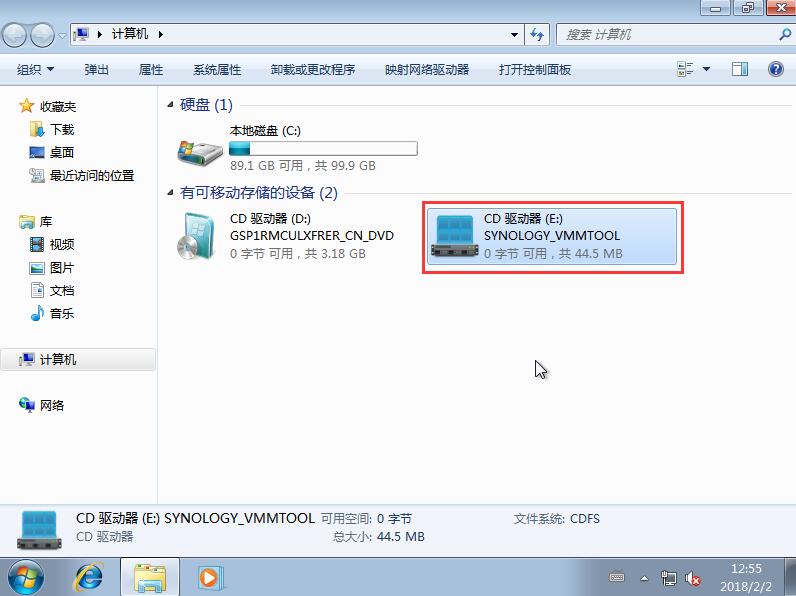 计算机
搜索 计算机
组织 弹出 属性 系统属性 卸载或更改程序 映射网络驱动器 打开控制面板
收藏夹
下载
桌面
最近访问的位置
库
视频
图片
文档
音乐
计算机
网络
硬盘 (1)
本地磁盘 (C:)
89.1 GB 可用，共 99.9 GB
有可移动存储的设备 (2)
CD 驱动器 (D:)
GSP1RMCULXFRER_CN_DVD
0 字节 可用，共 3.18 GB
CD 驱动器 (E:)
SYNOLOGY_VMMTOOL
0 字节 可用，共 44.5 MB
CD 驱动器 (E:) SYNOLOGY_VMMTOOL 可用空间: 0 字节 文件系统: CDFS
CD 驱动器 总大小: 44.5 MB
12:55
2018/2/2